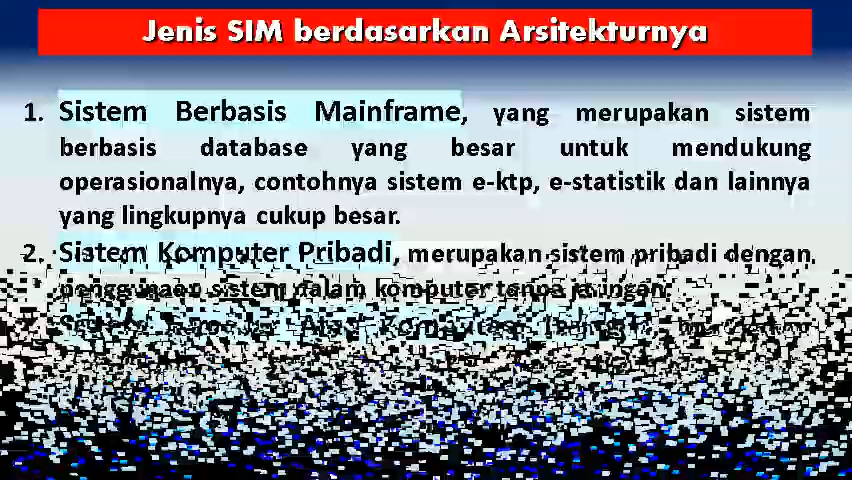 Jenis SIM berdasarkan Arsitekturnya
1. Sistem Berbasis Mainframe, yang merupakan sistem
berbasis database yang besar untuk mendukung
operasionalnya, contohnya sistem e-ktp, e-statistik dan lainnya
yang lingkupnya cukup besar.
2. Sistem Komputer Pribadi, merupakan sistem pribadi dengan
penggunaan sistem dalam komputer tanpa jaringan.